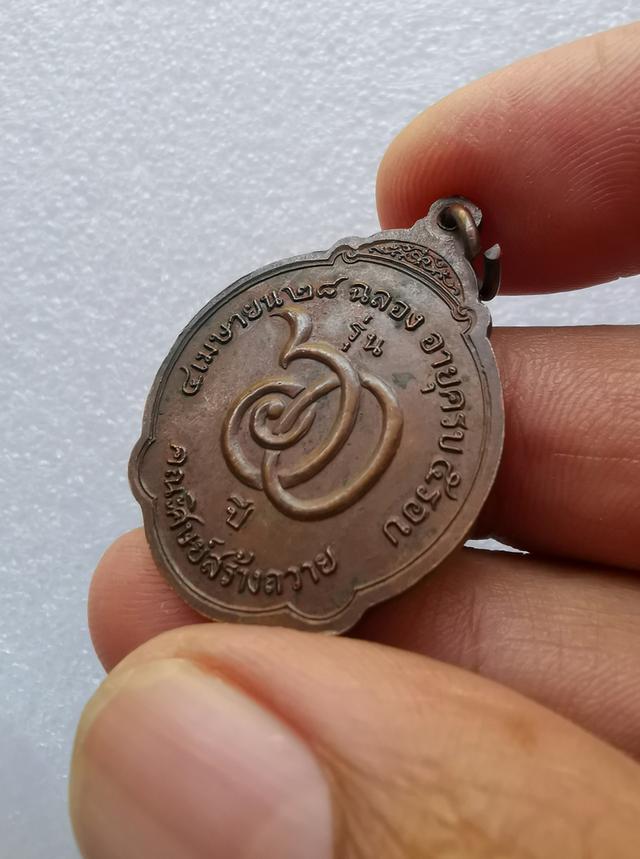 ๔ เมษายน ๒๘ ฉลอง อายุครบ ๕ รอบ
รุ่น
๖๐
ปี
คณะศิษย์สร้างถวาย